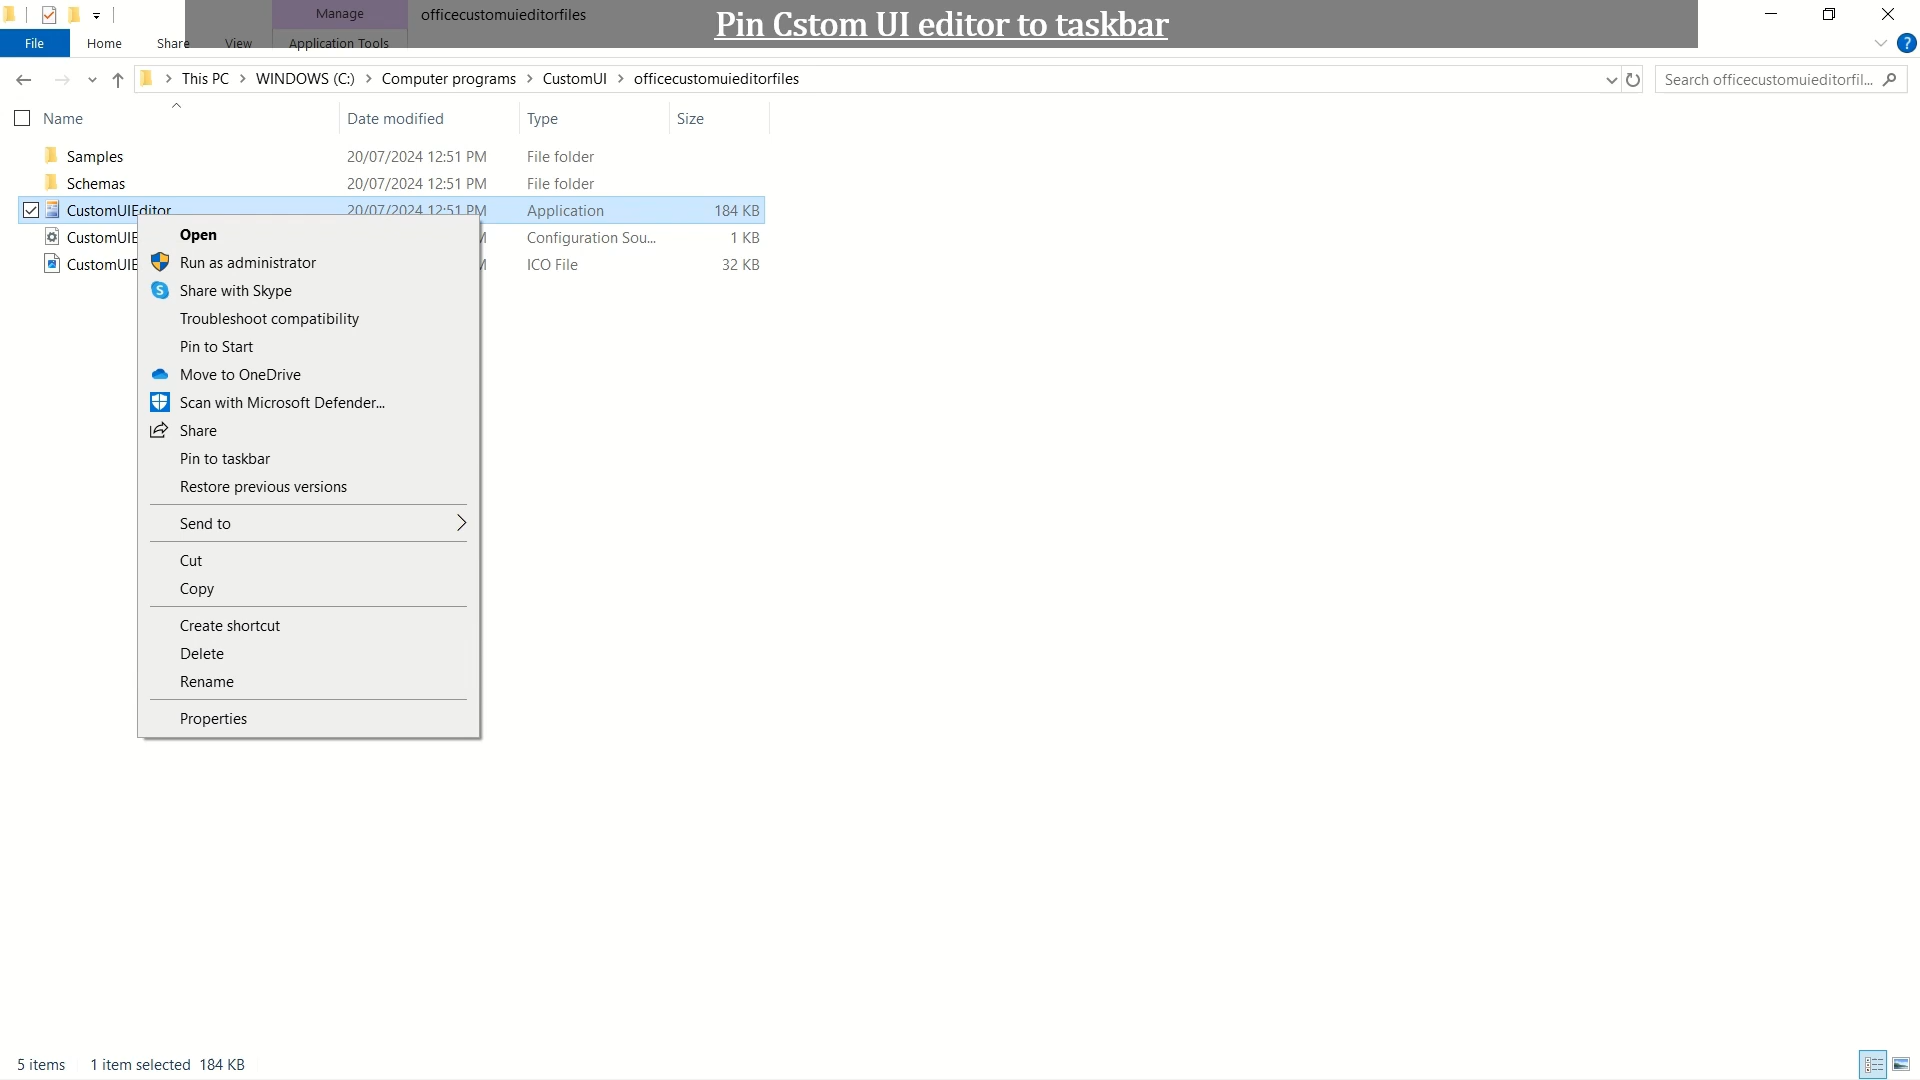 Manage
officecustomuieditorfiles
Pin Cstom UI editor to taskbar
File
Home
Share
View
Application Tools
This PC
WINDOWS (C:)
Computer programs
CustomUI
officecustomuieditorfiles
Search officecustomuieditorfil...
Name
Date modified
Type
Size
Samples 20/07/2024 12:51 PM File folder
Schemas 20/07/2024 12:51 PM File folder
CustomUIEditor 20/07/2024 12:51 PM Application 184 KB
CustomUIE Configuration Sou... 1 KB
CustomUIE ICO File 32 KB
Open
Run as administrator
Share with Skype
Troubleshoot compatibility
Pin to Start
Move to OneDrive
Scan with Microsoft Defender...
Share
Pin to taskbar
Restore previous versions
Send to
Cut
Copy
Create shortcut
Delete
Rename
Properties
5 items 1 item selected 184 KB